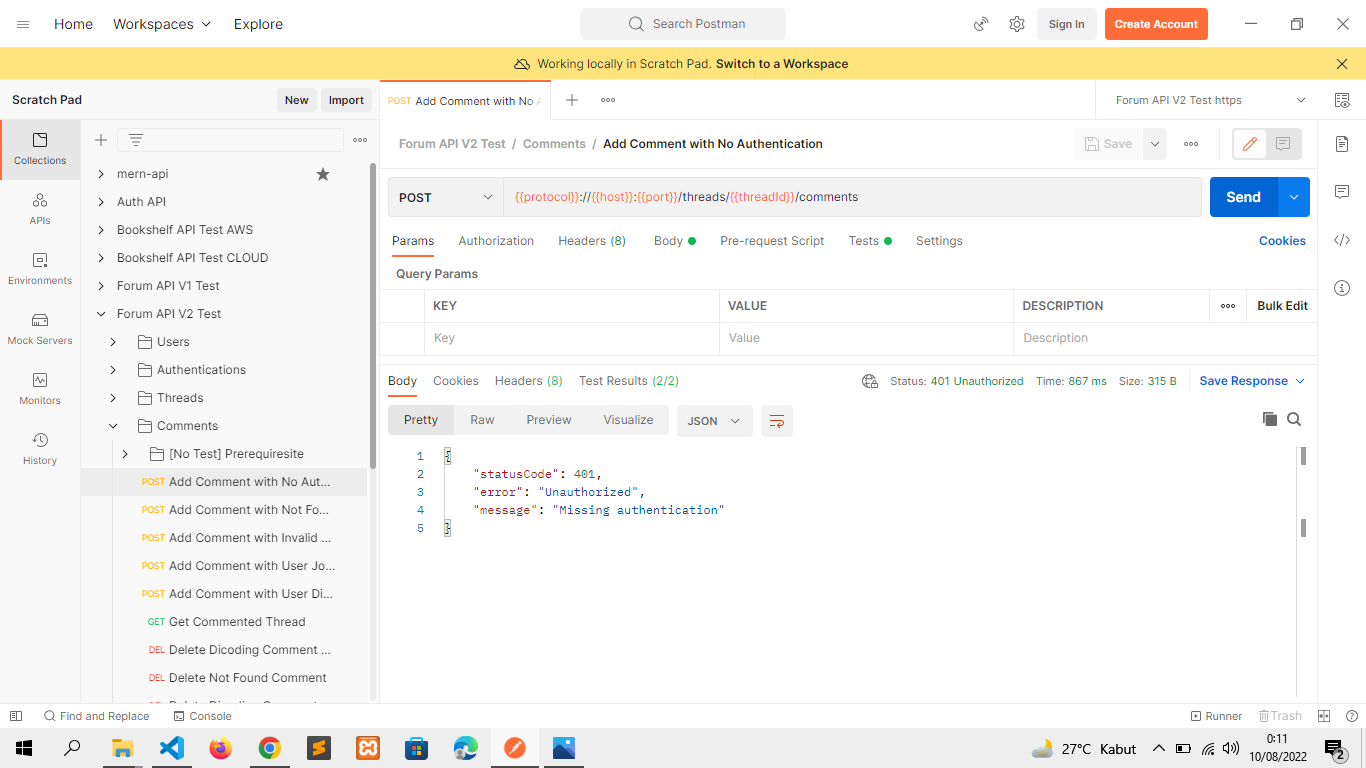 Home Workspaces Explore Search Postman Sign In Create Account
Working locally in Scratch Pad. Switch to a Workspace
Scratch Pad New Import POST Add Comment with No A Forum API V2 Test https
Forum API V2 Test / Comments / Add Comment with No Authentication Save
Collections
APIs
Environments
Mock Servers
Monitors
History
mern-api
Auth API
Bookshelf API Test AWS
Bookshelf API Test CLOUD
Forum API V1 Test
Forum API V2 Test
Users
Authentications
Threads
Comments
[No Test] Prerequiresite
POST Add Comment with No Aut...
POST Add Comment with Not Fo...
POST Add Comment with Invalid ...
POST Add Comment with User Jo...
POST Add Comment with User Di...
GET Get Commented Thread
DEL Delete Dicoding Comment ...
DEL Delete Not Found Comment
POST {{protocol}}://{{host}}:{{port}}/threads/{{threadId}}/comments Send
Params Authorization Headers (8) Body Pre-request Script Tests Settings Cookies
Query Params
KEY VALUE DESCRIPTION Bulk Edit
Key Value Description
Body Cookies Headers (8) Test Results (2/2) Status: 401 Unauthorized Time: 867 ms Size: 315 B Save Response
Pretty Raw Preview Visualize JSON
1 {
2 "statusCode": 401,
3 "error": "Unauthorized",
4 "message": "Missing authentication"
5 }
Find and Replace Console Runner Trash
27°C Kabut 0:11
10/08/2022 2